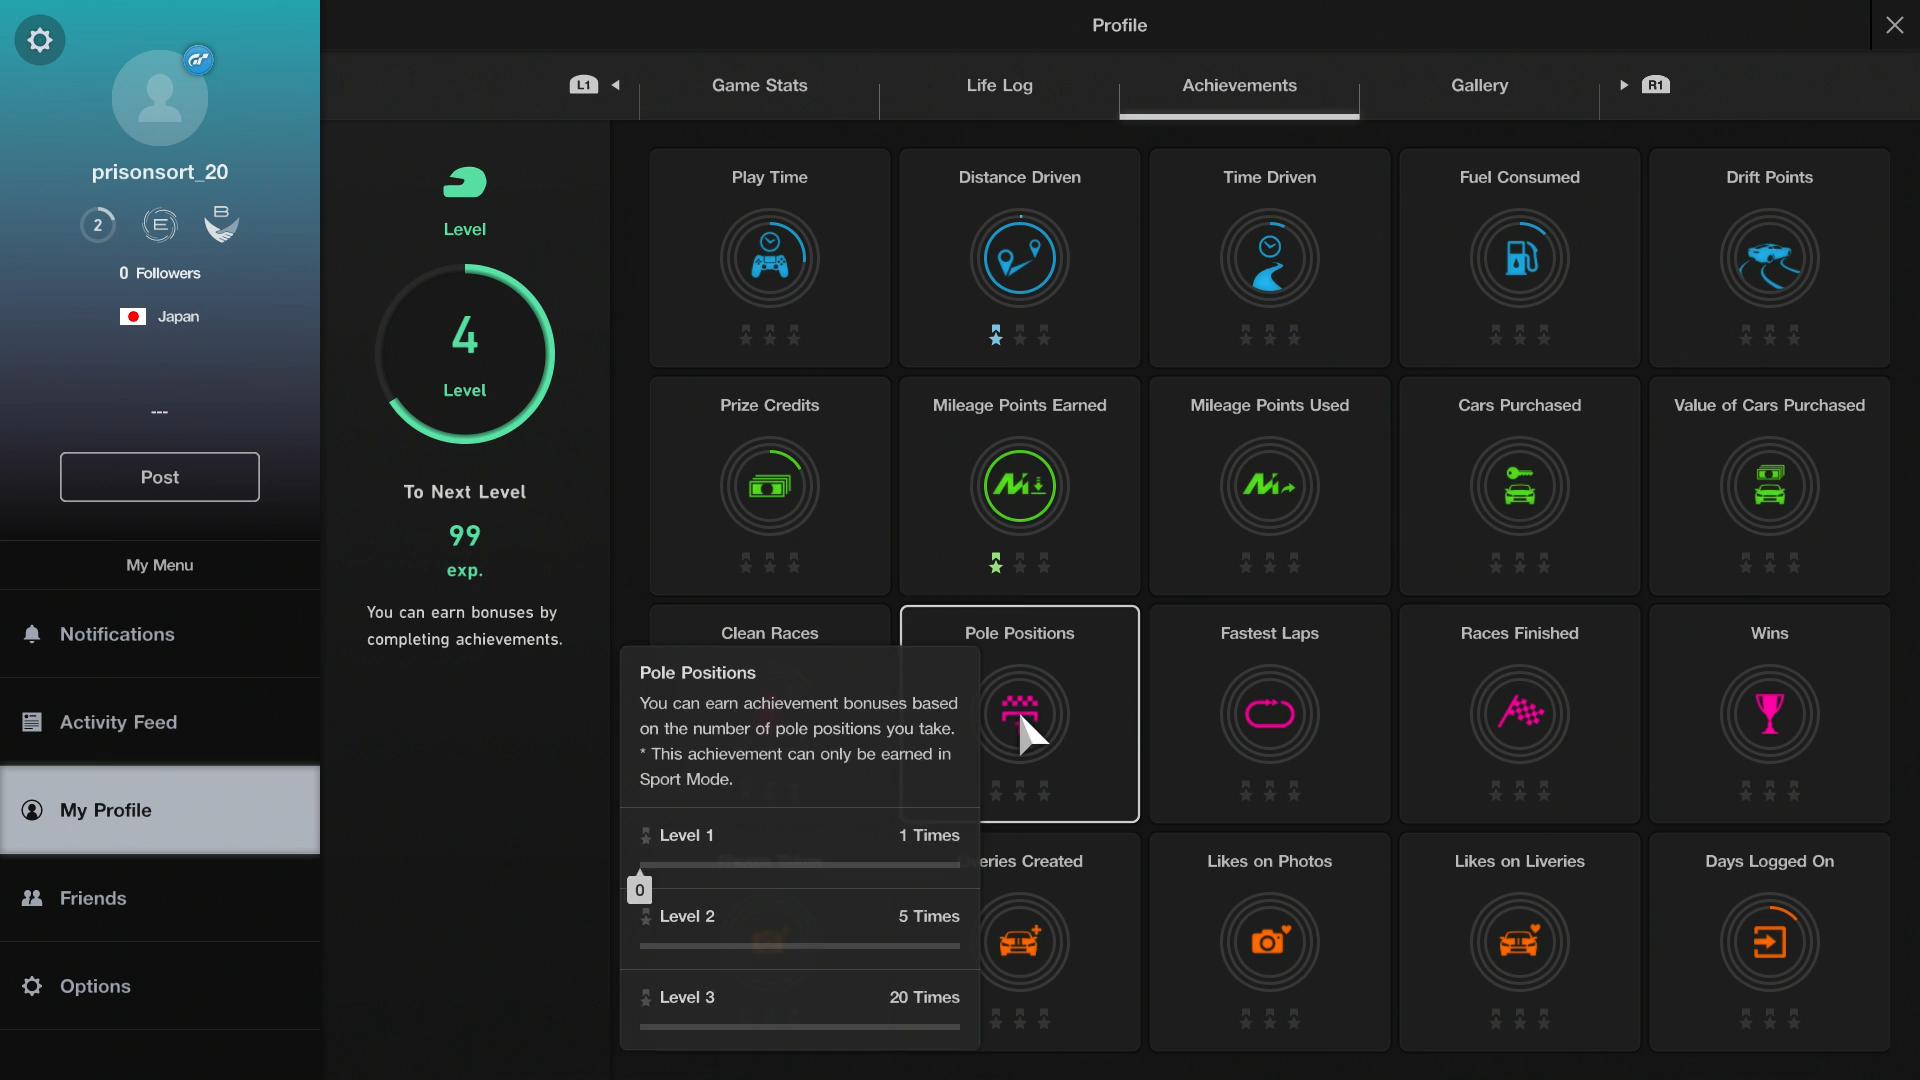 Profile
L1
Game Stats
Life Log
Achievements
Gallery
R1
prisonsort_20
2
E
B
0 Followers
Japan
---
Post
My Menu
Notifications
Activity Feed
My Profile
Friends
Options
Level
4
Level
To Next Level
99
exp.
You can earn bonuses by
completing achievements.
Play Time
Distance Driven
Time Driven
Fuel Consumed
Drift Points
Prize Credits
Mileage Points Earned
Mileage Points Used
Cars Purchased
Value of Cars Purchased
Clean Races
Pole Positions
Fastest Laps
Races Finished
Wins
Pole Positions
You can earn achievement bonuses based
on the number of pole positions you take.
* This achievement can only be earned in
Sport Mode.
Level 1 1 Times
0
Level 2 5 Times
Level 3 20 Times
Created
Likes on Photos
Likes on Liveries
Days Logged On